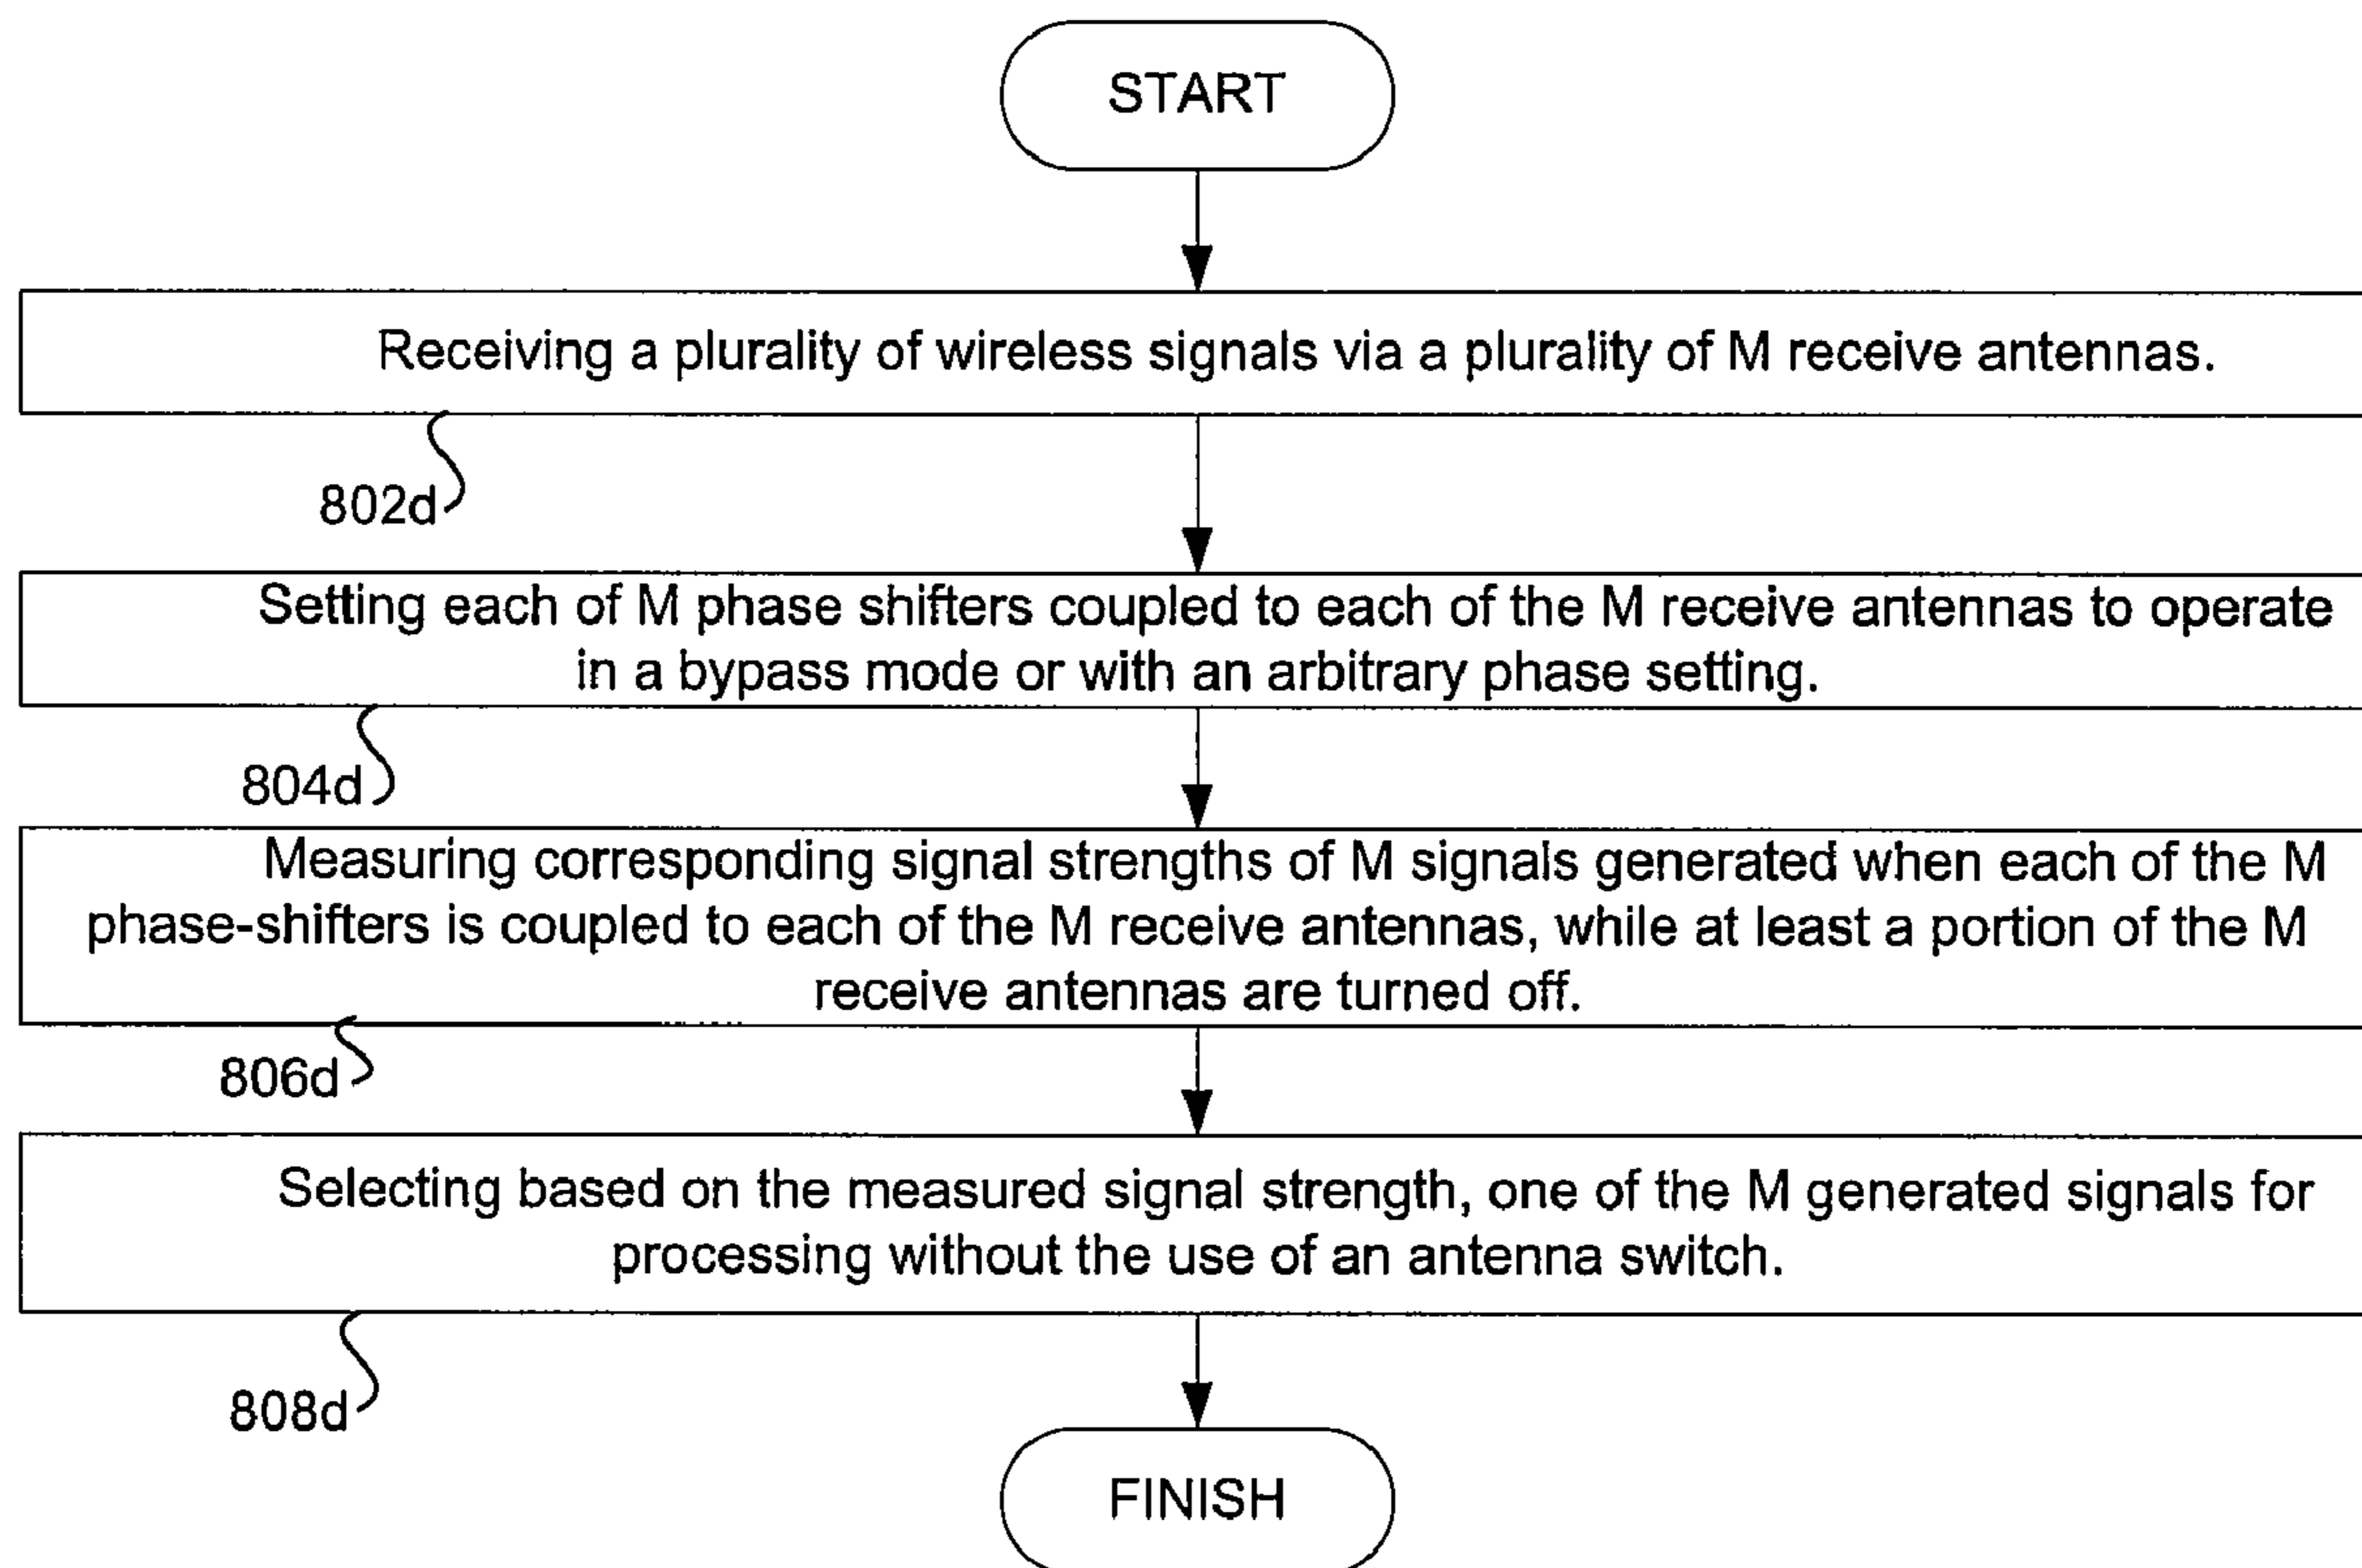 START
Receiving a plurality of wireless signals via a plurality of M receive antennas.
802d
Setting each of M phase shifters coupled to each of the M receive antennas to operate
in a bypass mode or with an arbitrary phase setting.
804d
Measuring corresponding signal strengths of M signals generated when each of the M
phase-shifters is coupled to each of the M receive antennas, while at least a portion of the M
receive antennas are turned off.
806d
Selecting based on the measured signal strength, one of the M generated signals for
processing without the use of an antenna switch.
808d
FINISH